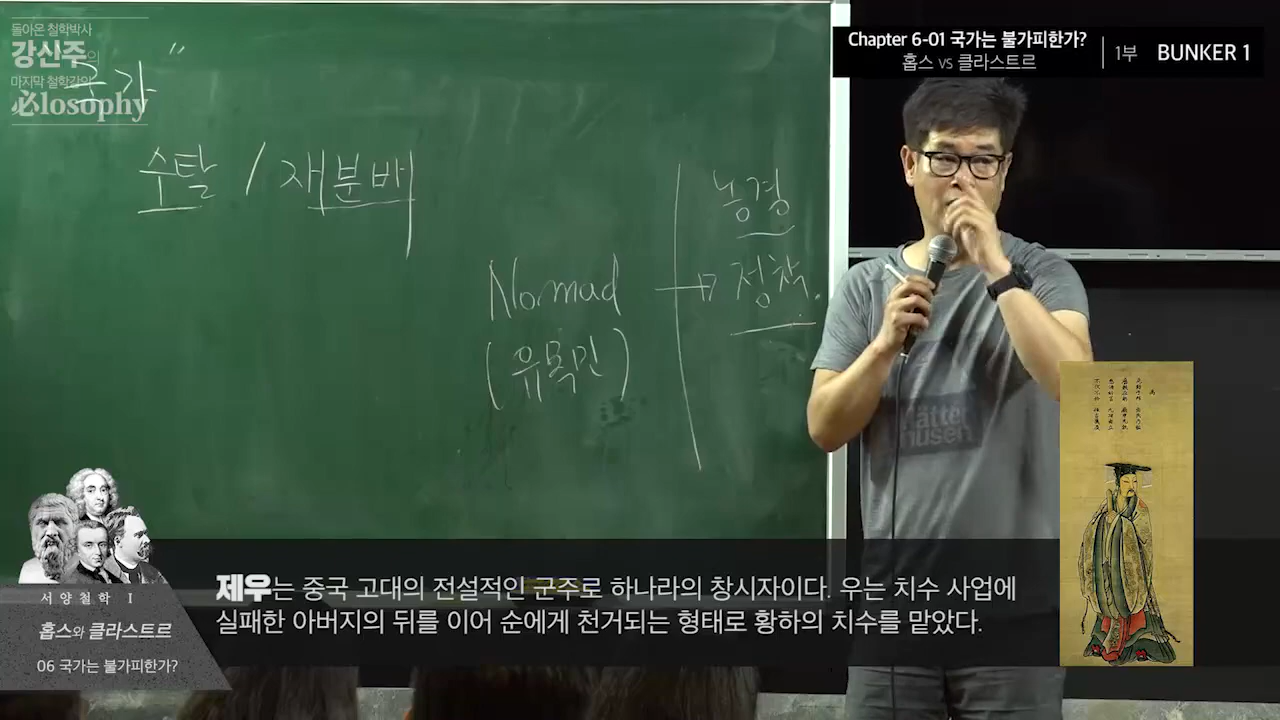 돌아온 철학박사
강신주의
마지막 철학강의
losophy
국가"
수탈 / 재분배
Nomad
(유목민)
농경
→ 정착.
Chapter 6-01 국가는 불가피한가?
홉스 vs 클라스트르
1부
BUNKER 1
서양철학 I
홉스와 클라스트르
06 국가는 불가피한가?
제우는 중국 고대의 전설적인 군주로 하나라의 창시자이다. 우는 치수 사업에
실패한 아버지의 뒤를 이어 순에게 천거되는 형태로 황하의 치수를 맡았다.